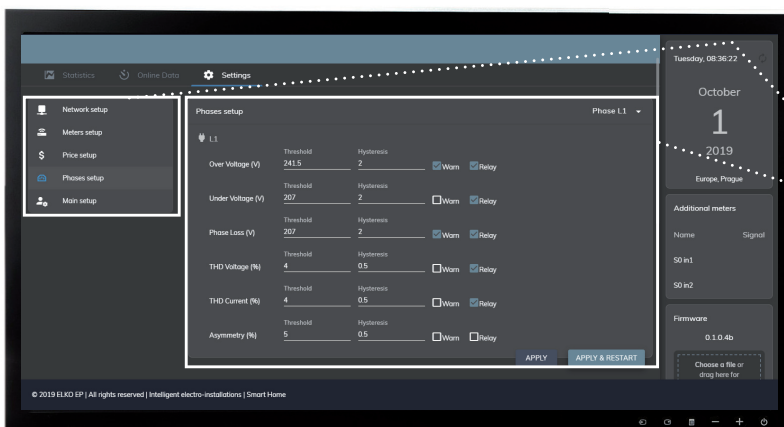 Statistics Online Data Settings
Network setup
Meters setup
Price setup
Phases setup
Main setup
Phases setup Phase L1
L1
Threshold Hysteresis
Over Voltage (V) 241.5 2 Warn Relay
Threshold Hysteresis
Under Voltage (V) 207 2 Warn Relay
Threshold Hysteresis
Phase Loss (V) 207 2 Warn Relay
Threshold Hysteresis
THD Voltage (%) 4 0.5 Warn Relay
Threshold Hysteresis
THD Current (%) 4 0.5 Warn Relay
Threshold Hysteresis
Asymmetry (%) 5 0.5 Warn Relay
APPLY APPLY & RESTART
Tuesday, 08:36:22
October
1
2019
Europe, Prague
Additional meters
Name Signal
S0 in1
S0 in2
Firmware
0.1.0.4b
Choose a file or
drag here for
© 2019 ELKO EP | All rights reserved | Intelligent electro-installations | Smart Home